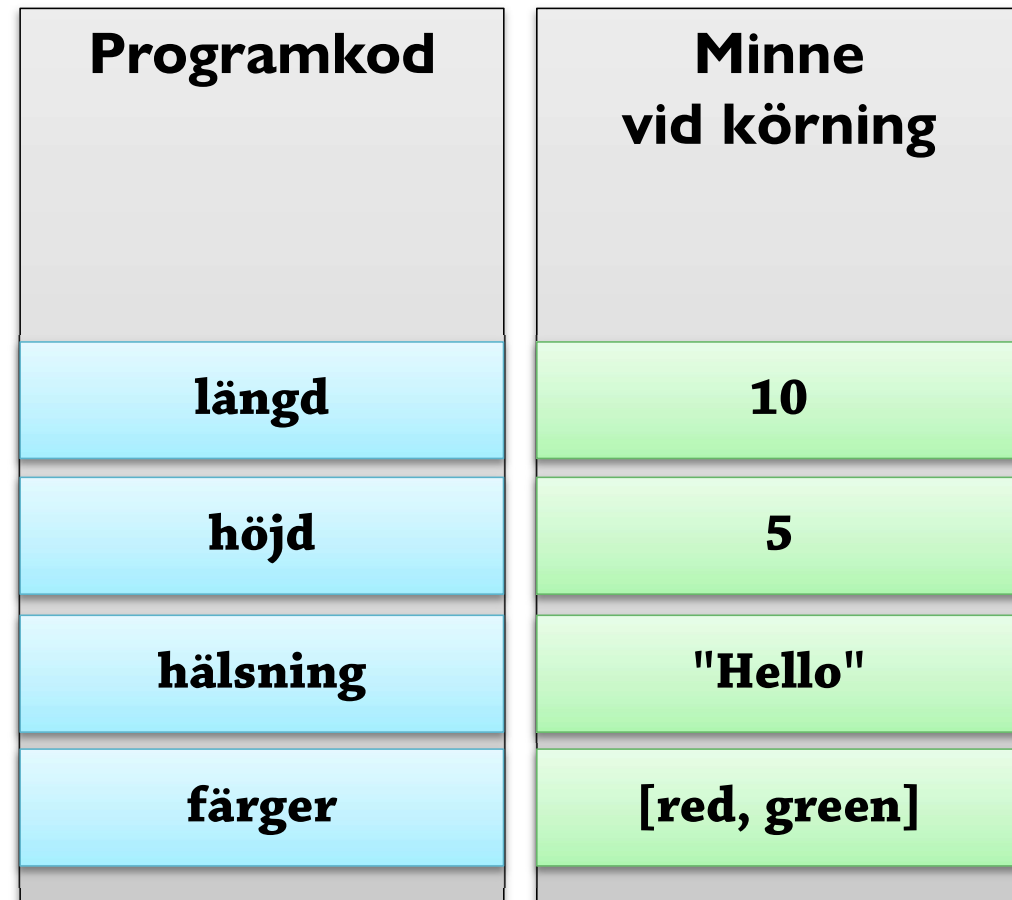 Programkod
Minne
vid körning
längd
10
höjd
5
hälsning
"Hello"
färger
[red, green]